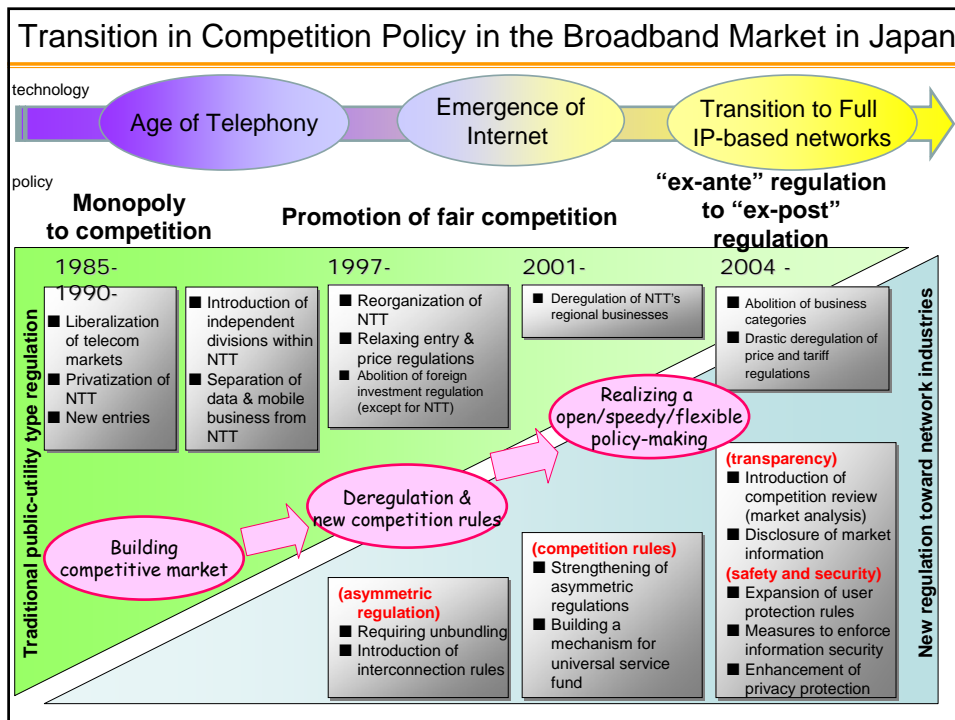 Transition in Competition Policy in the Broadband Market in Japan
technology
Age of Telephony
Emergence of
Internet
Transition to Full
IP-based networks
policy
Monopoly
to competition
Promotion of fair competition
“ex-ante” regulation
to “ex-post”
regulation
Traditional public-utility type regulation
1985-
1990-
■ Liberalization
of telecom
markets
■ Privatization of
NTT
■ New entries
■ Introduction of
independent
divisions within
NTT
■ Separation of
data & mobile
business from
NTT
1997-
■ Reorganization of
NTT
■ Relaxing entry &
price regulations
■ Abolition of foreign
investment regulation
(except for NTT)
2001-
■ Deregulation of NTT’s
regional businesses
2004 -
■ Abolition of business
categories
■ Drastic deregulation of
price and tariff
regulations
Building
competitive market
Deregulation &
new competition rules
Realizing a
open/speedy/flexible
policy-making
(asymmetric
regulation)
■ Requiring unbundling
■ Introduction of
interconnection rules
(competition rules)
■ Strengthening of
asymmetric
regulations
■ Building a
mechanism for
universal service
fund
(transparency)
■ Introduction of
competition review
(market analysis)
■ Disclosure of market
information
(safety and security)
■ Expansion of user
protection rules
■ Measures to enforce
information security
■ Enhancement of
privacy protection
New regulation toward network industries